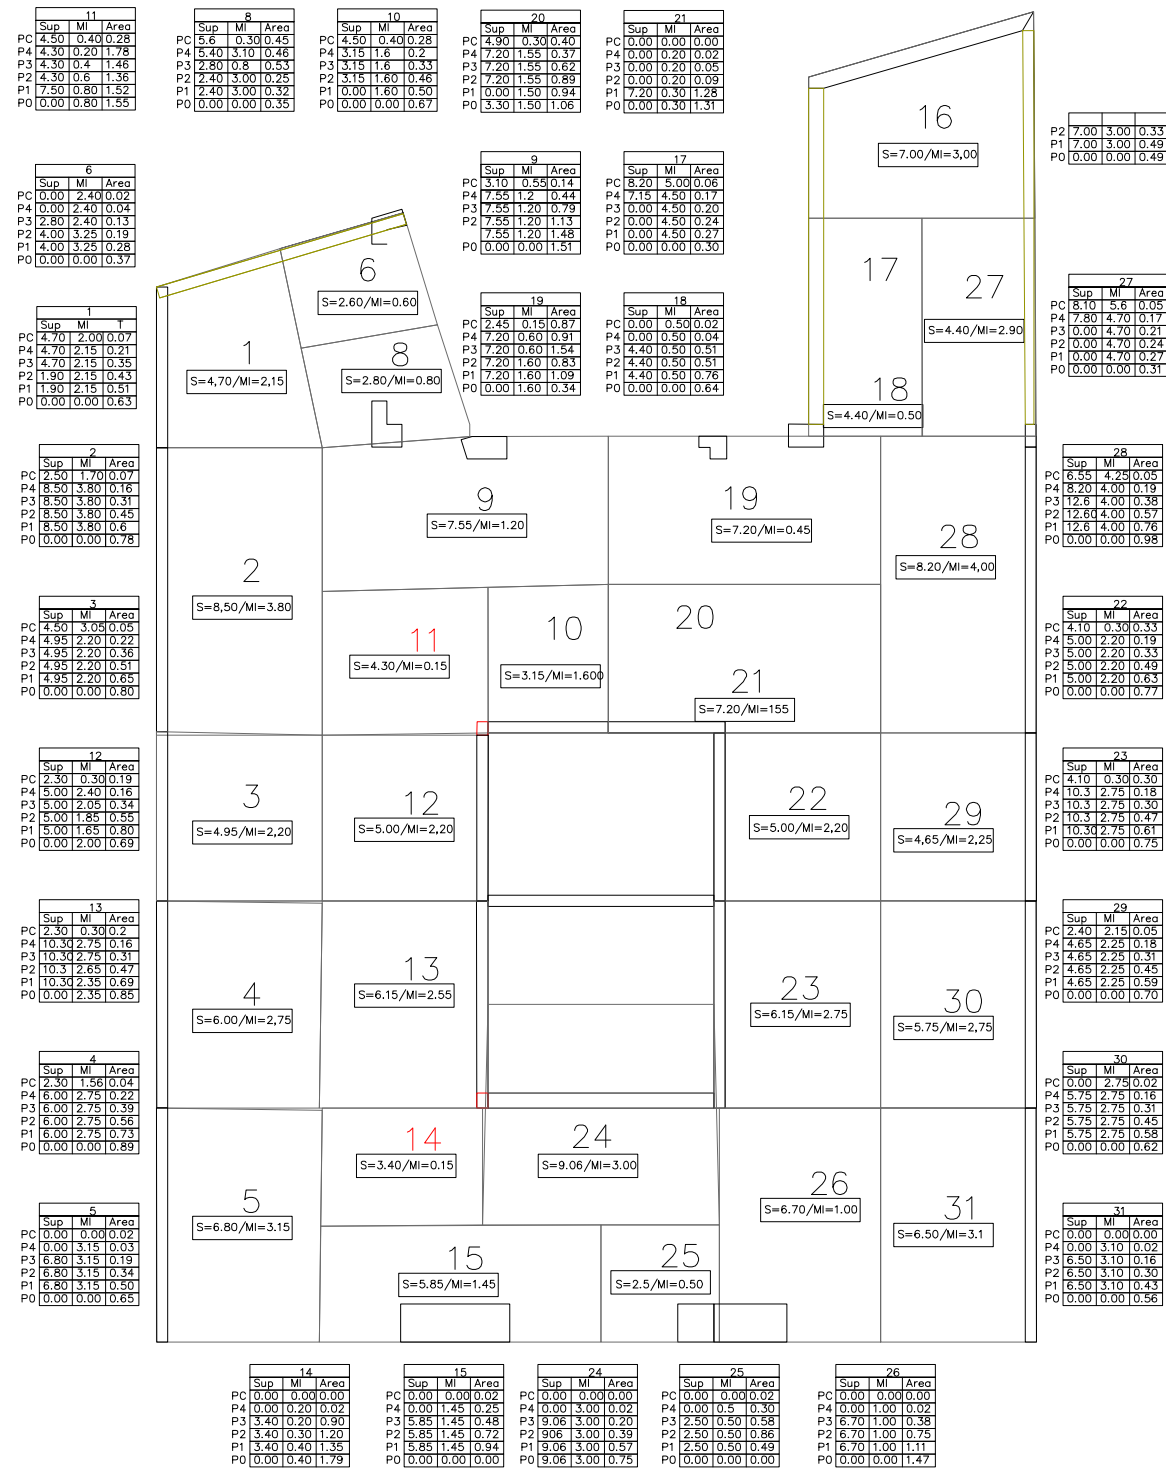 11
Sup MI Area
PC 4.50 0.40 0.28
P4 4.30 0.20 1.78
P3 4.30 0.4 1.46
P2 4.30 0.6 1.36
P1 7.50 0.80 1.52
P0 0.00 0.80 1.55
8
Sup MI Area
PC 5.6 0.30 0.45
P4 5.40 3.10 0.46
P3 2.80 0.8 0.53
P2 2.40 3.00 0.25
P1 2.40 3.00 0.32
P0 0.00 0.00 0.35
10
Sup MI Area
PC 4.50 0.40 0.28
P4 3.15 1.6 0.2
P3 3.15 1.6 0.33
P2 3.15 1.60 0.46
P1 0.00 1.60 0.50
P0 0.00 0.00 0.67
20
Sup MI Area
PC 4.90 0.30 0.40
P4 7.20 1.55 0.37
P3 7.20 1.55 0.62
P2 7.20 1.55 0.89
P1 0.00 1.50 0.94
P0 3.30 1.50 1.06
21
Sup MI Area
PC 0.00 0.00 0.00
P4 0.00 0.20 0.02
P3 0.00 0.20 0.05
P2 0.00 0.20 0.09
P1 7.20 0.30 1.28
P0 0.00 0.30 1.31
16
S=7.00/MI=3,00
P2 7.00 3.00 0.33
P1 7.00 3.00 0.49
P0 0.00 0.00 0.49
6
Sup MI Area
PC 0.00 2.40 0.02
P4 0.00 2.40 0.04
P3 2.80 2.40 0.13
P2 4.00 3.25 0.19
P1 4.00 3.25 0.28
P0 0.00 0.00 0.37
9
Sup MI Area
PC 3.10 0.55 0.14
P4 7.55 1.2 0.44
P3 7.55 1.20 0.79
P2 7.55 1.20 1.13
7.55 1.20 1.48
P0 0.00 0.00 1.51
17
Sup MI Area
PC 8.20 5.00 0.06
P4 7.15 4.50 0.17
P3 0.00 4.50 0.20
P2 0.00 4.50 0.24
P1 0.00 4.50 0.27
P0 0.00 0.00 0.30
6
S=2.60/MI=0.60
17
27
S=4.40/MI=2.90
27
Sup MI Area
PC 8.10 5.6 0.05
P4 7.80 4.70 0.17
P3 0.00 4.70 0.21
P2 0.00 4.70 0.24
P1 0.00 4.70 0.27
P0 0.00 0.00 0.31
1
Sup MI T
PC 4.70 2.00 0.07
P4 4.70 2.15 0.21
P3 4.70 2.15 0.35
P2 1.90 2.15 0.43
P1 1.90 2.15 0.51
P0 0.00 0.00 0.63
1
S=4,70/MI=2,15
8
S=2.80/MI=0.80
19
Sup MI Area
PC 2.45 0.15 0.87
P4 7.20 0.60 0.91
P3 7.20 0.60 1.54
P2 7.20 1.60 0.83
P1 7.20 1.60 1.09
P0 0.00 1.60 0.34
18
Sup MI Area
PC 0.00 0.50 0.02
P4 0.00 0.50 0.04
P3 4.40 0.50 0.51
P2 4.40 0.50 0.51
P1 4.40 0.50 0.76
P0 0.00 0.00 0.64
18
S=4.40/MI=0.50
2
Sup MI Area
PC 2.50 1.70 0.07
P4 8.50 3.80 0.16
P3 8.50 3.80 0.31
P2 8.50 3.80 0.45
P1 8.50 3.80 0.6
P0 0.00 0.00 0.78
9
S=7.55/MI=1.20
19
S=7.20/MI=0.45
28
S=8.20/MI=4,00
28
Sup MI Area
PC 6.55 4.25 0.05
P4 8.20 4.00 0.19
P3 12.6 4.00 0.38
P2 12.60 4.00 0.57
P1 12.6 4.00 0.76
P0 0.00 0.00 0.98
2
S=8,50/MI=3.80
3
Sup MI Area
PC 4.50 3.05 0.05
P4 4.95 2.20 0.22
P3 4.95 2.20 0.36
P2 4.95 2.20 0.51
P1 4.95 2.20 0.65
P0 0.00 0.00 0.80
11
S=4.30/MI=0.15
10
S=3.15/MI=1.600
20
21
S=7.20/MI=155
22
Sup MI Area
PC 4.10 0.30 0.33
P4 5.00 2.20 0.19
P3 5.00 2.20 0.33
P2 5.00 2.20 0.49
P1 5.00 2.20 0.63
P0 0.00 0.00 0.77
12
Sup MI Area
PC 2.30 0.30 0.19
P4 5.00 2.40 0.16
P3 5.00 2.05 0.34
P2 5.00 1.85 0.55
P1 5.00 1.65 0.80
P0 0.00 2.00 0.69
3
S=4.95/MI=2,20
12
S=5.00/MI=2,20
22
S=5.00/MI=2,20
29
S=4,65/MI=2,25
23
Sup MI Area
PC 4.10 0.30 0.30
P4 10.3 2.75 0.18
P3 10.3 2.75 0.30
P2 10.3 2.75 0.47
P1 10.30 2.75 0.61
P0 0.00 0.00 0.75
13
Sup MI Area
PC 2.30 0.30 0.2
P4 10.30 2.75 0.16
P3 10.30 2.75 0.31
P2 10.3 2.65 0.47
P1 10.30 2.35 0.69
P0 0.00 2.35 0.85
4
S=6.00/MI=2,75
13
S=6.15/MI=2.55
23
S=6.15/MI=2.75
30
S=5.75/MI=2,75
29
Sup MI Area
PC 2.40 2.15 0.05
P4 4.65 2.25 0.18
P3 4.65 2.25 0.31
P2 4.65 2.25 0.45
P1 4.65 2.25 0.59
P0 0.00 0.00 0.70
4
Sup MI Area
PC 2.30 1.56 0.04
P4 6.00 2.75 0.22
P3 6.00 2.75 0.39
P2 6.00 2.75 0.56
P1 6.00 2.75 0.73
P0 0.00 0.00 0.89
14
S=3.40/MI=0.15
24
S=9.06/MI=3.00
30
Sup MI Area
PC 0.00 2.75 0.02
P4 5.75 2.75 0.16
P3 5.75 2.75 0.31
P2 5.75 2.75 0.45
P1 5.75 2.75 0.58
P0 0.00 0.00 0.62
5
Sup MI Area
PC 0.00 0.00 0.02
P4 0.00 3.15 0.03
P3 6.80 3.15 0.19
P2 6.80 3.15 0.34
P1 6.80 3.15 0.50
P0 0.00 0.00 0.65
5
S=6.80/MI=3.15
26
S=6.70/MI=1.00
31
S=6.50/MI=3.1
15
S=5.85/MI=1.45
25
S=2.5/MI=0.50
31
Sup MI Area
PC 0.00 0.00 0.00
P4 0.00 3.10 0.02
P3 6.50 3.10 0.16
P2 6.50 3.10 0.30
P1 6.50 3.10 0.43
P0 0.00 0.00 0.56
14
Sup MI Area
PC 0.00 0.00 0.00
P4 0.00 0.20 0.02
P3 3.40 0.20 0.90
P2 3.40 0.30 1.20
P1 3.40 0.40 1.35
P0 0.00 0.40 1.79
15
Sup MI Area
PC 0.00 0.00 0.02
P4 0.00 1.45 0.25
P3 5.85 1.45 0.48
P2 5.85 1.45 0.72
P1 5.85 1.45 0.94
P0 0.00 0.00 0.00
24
Sup MI Area
PC 0.00 0.00 0.00
P4 0.00 3.00 0.02
P3 9.06 3.00 0.20
P2 906 3.00 0.39
P1 9.06 3.00 0.57
P0 9.06 3.00 0.75
25
Sup MI Area
PC 0.00 0.00 0.02
P4 0.00 0.5 0.30
P3 2.50 0.50 0.58
P2 2.50 0.50 0.86
P1 2.50 0.50 0.49
P0 0.00 0.00 0.00
26
Sup MI Area
PC 0.00 0.00 0.00
P4 0.00 1.00 0.02
P3 6.70 1.00 0.38
P2 6.70 1.00 0.75
P1 6.70 1.00 1.11
P0 0.00 0.00 1.47